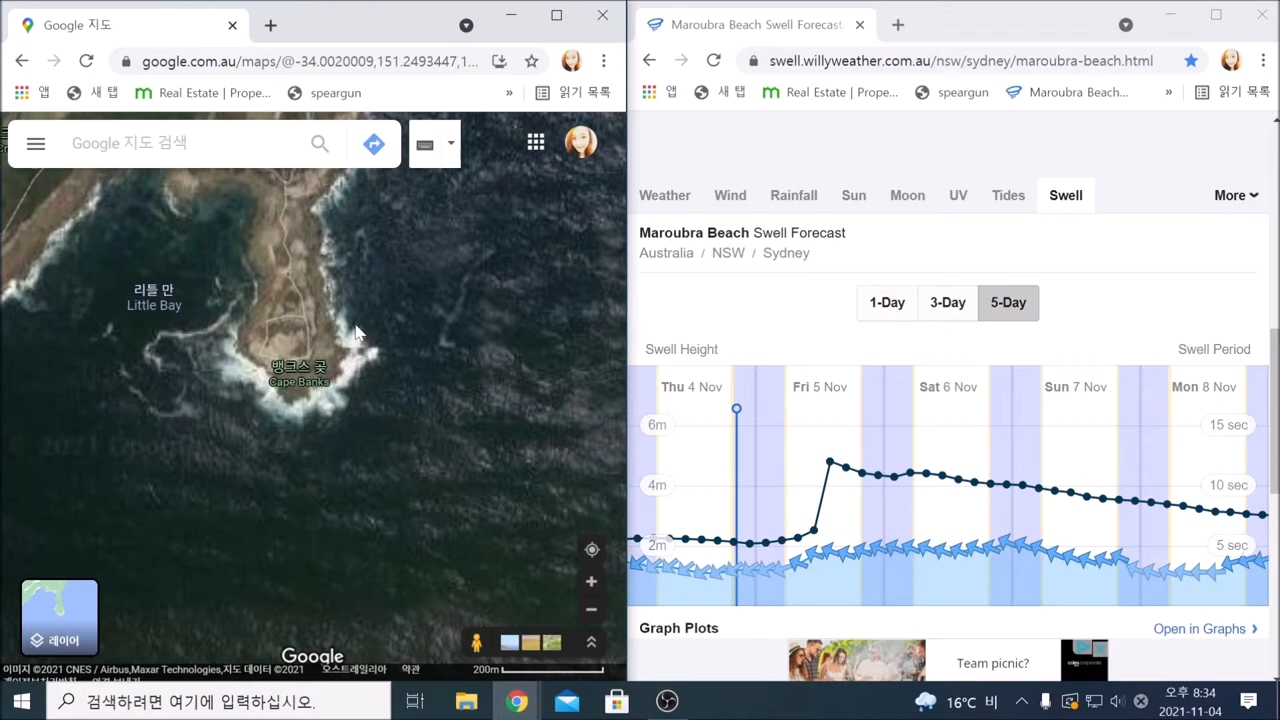 Google 지도
google.com.au/maps/@-34.0020009,151.2493447,1...
앱
새 탭
Real Estate | Prope...
speargun
»
읽기 목록
Google 지도 검색
리틀 만
Little Bay
뱅크스 곶
Cape Banks
레이어
Google
이미지 ©2021 CNES / Airbus,Maxar Technologies,지도 데이터 ©2021
오스트레일리아
약관
200m
Maroubra Beach Swell Forecast.
swell.willyweather.com.au/nsw/sydney/maroubra-beach.html
앱
새 탭
Real Estate | Prope...
speargun
Maroubra Beach...
»
읽기 목록
Weather
Wind
Rainfall
Sun
Moon
UV
Tides
Swell
More
Maroubra Beach Swell Forecast
Australia / NSW / Sydney
1-Day
3-Day
5-Day
Swell Height
Swell Period
Thu 4 Nov
Fri 5 Nov
Sat 6 Nov
Sun 7 Nov
Mon 8 Nov
6m
15 sec
4m
10 sec
2m
5 sec
Graph Plots
Open in Graphs
Team picnic?
검색하려면 여기에 입력하십시오.
16°C 비
오후 8:34
2021-11-04